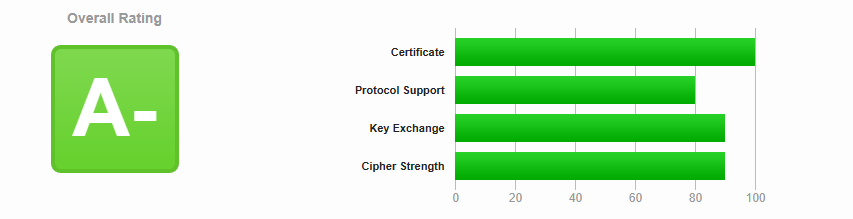 Overall Rating
A-
Certificate
Protocol Support
Key Exchange
Cipher Strength
0 20 40 60 80 100